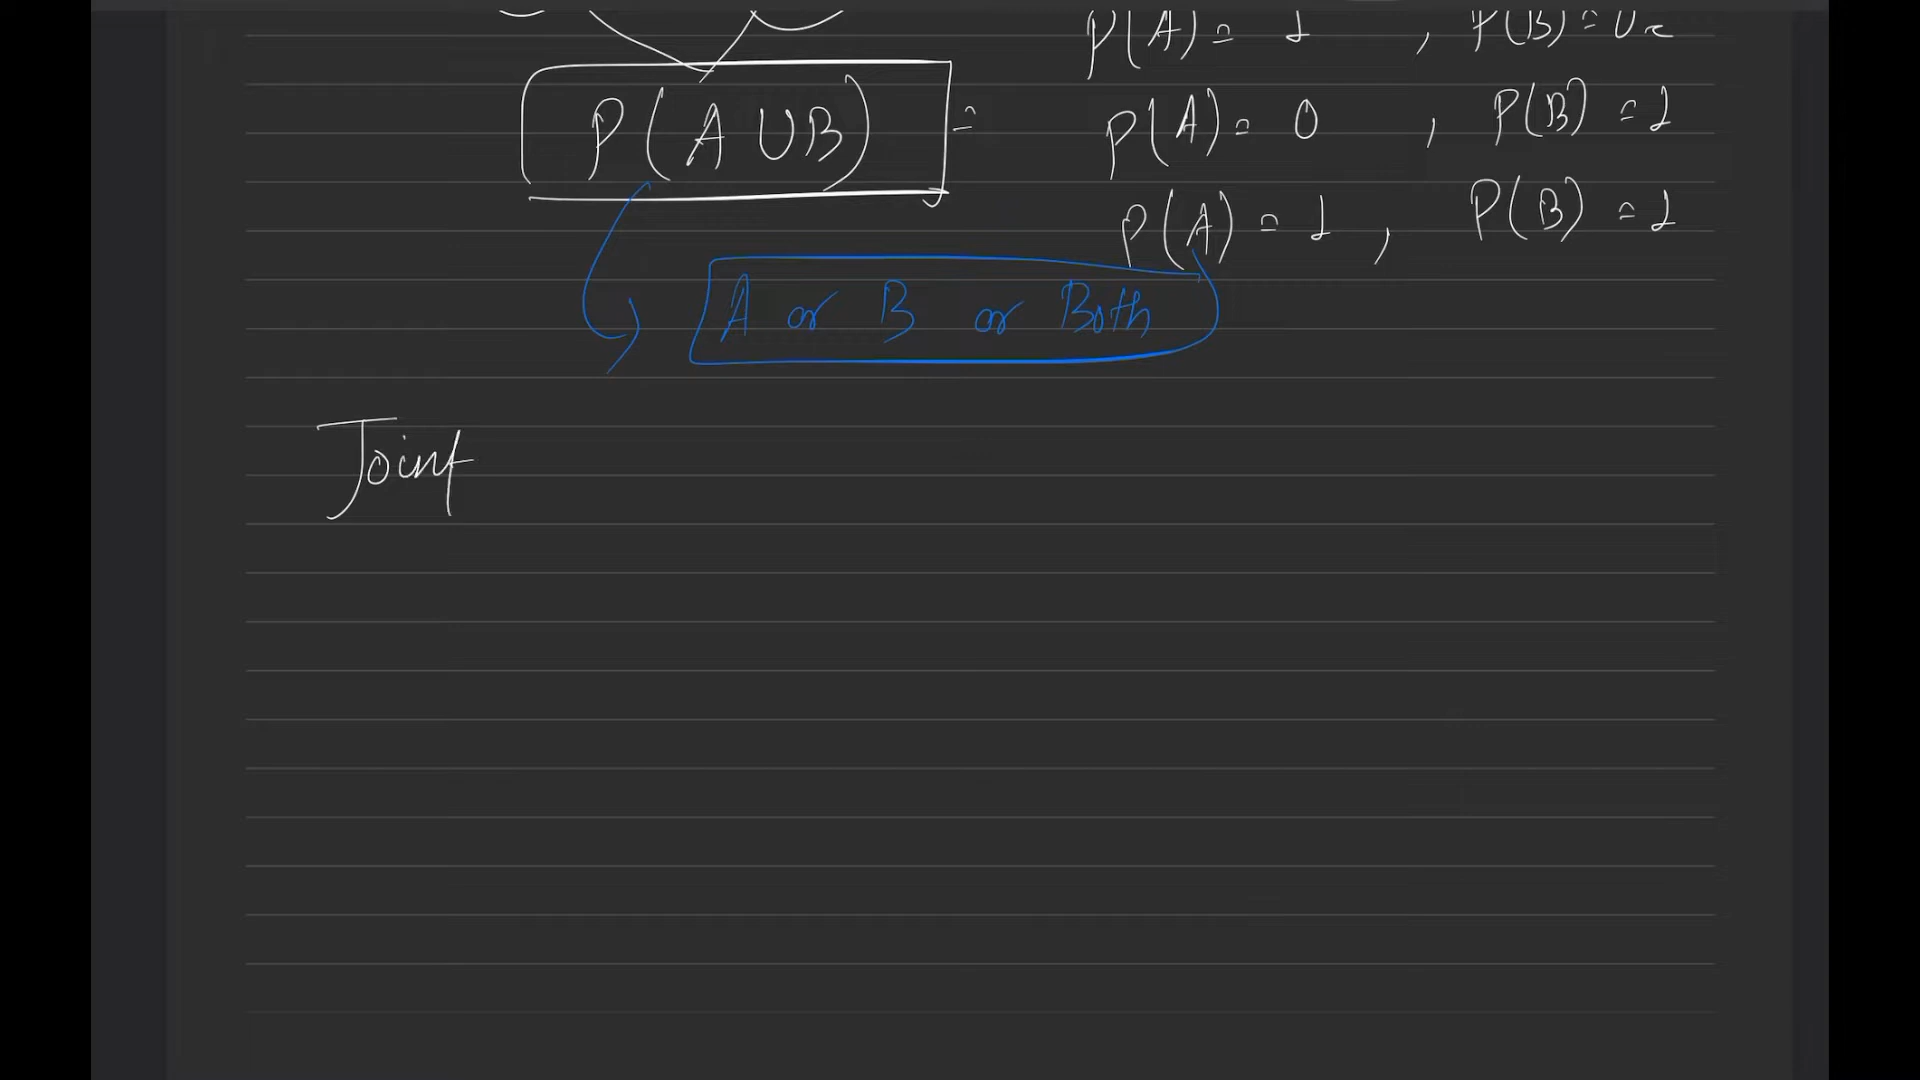 P(A) = 1 , P(B) = 0
P(A∪B) = P(A) = 0 , P(B) = 1
P(A) = 1 , P(B) = 1
A or B or Both
Joint